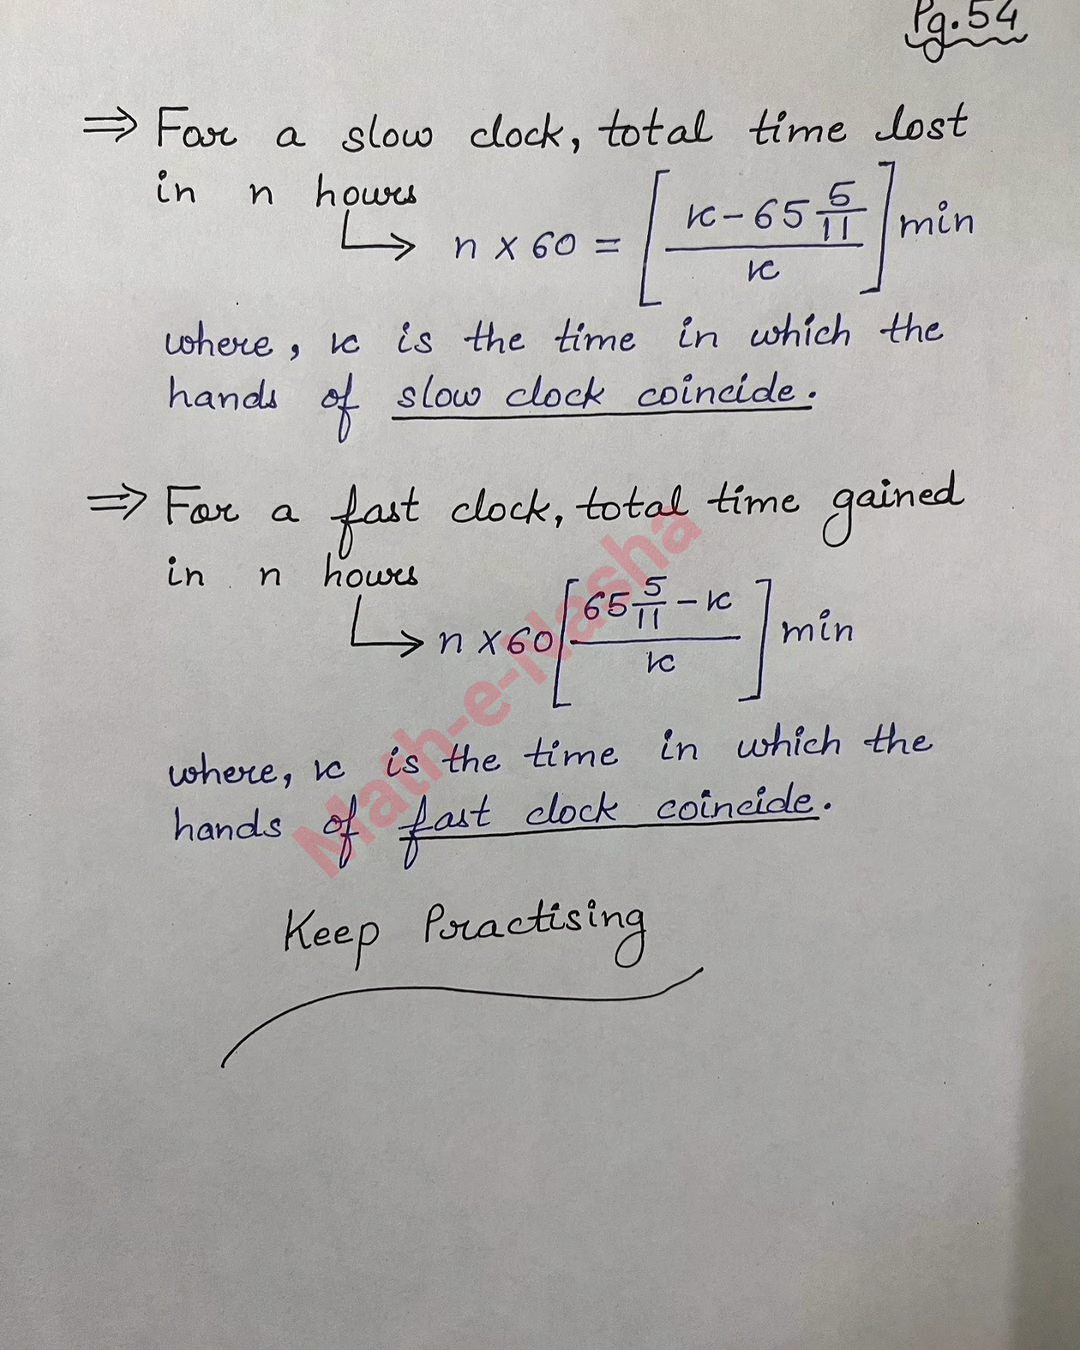 Pg.54
⇒ For a slow clock, total time lost
in n hours
↳ n x 60 = [(x - 65 5/11)/x] min
where, x is the time in which the
hands of slow clock coincide.
⇒ For a fast clock, total time gained
in n hours
↳ n x 60 [(65 5/11 - x)/x] min
where, x is the time in which the
hands of fast clock coincide.
Keep Practising
Math-e-Nasha